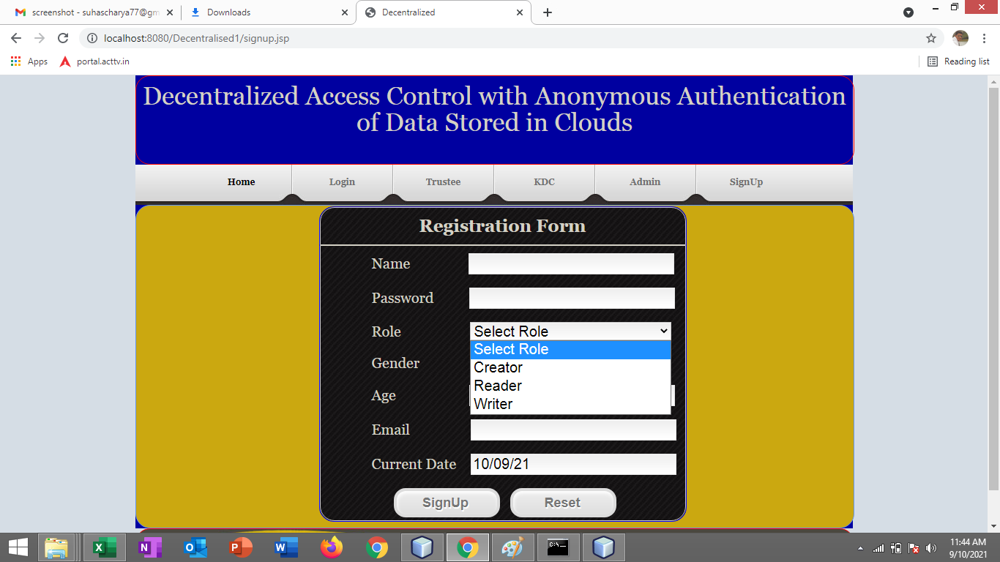 screenshot - suhascharya77@gm
Downloads
Decentralized
localhost:8080/Decentralised1/signup.jsp
Apps
portal.acttv.in
Reading list
Decentralized Access Control with Anonymous Authentication
of Data Stored in Clouds
Home
Login
Trustee
KDC
Admin
SignUp
Registration Form
Name
Password
Role
Select Role
Select Role
Creator
Reader
Writer
Gender
Age
Email
Current Date
10/09/21
SignUp
Reset
11:44 AM
9/10/2021